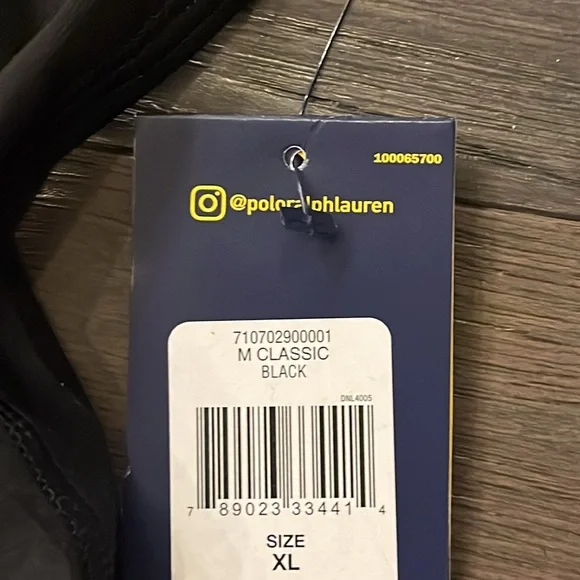 100065700
@poloralphlauren
710702900001
M CLASSIC
BLACK
DNL4005
7 89023 33441 4
SIZE
XL